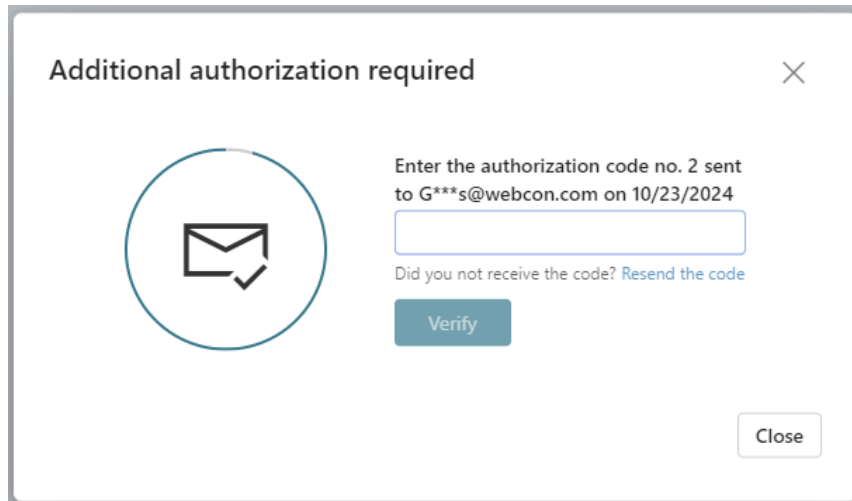 Additional authorization required
Enter the authorization code no. 2 sent
to G***s@webcon.com on 10/23/2024
Did you not receive the code? Resend the code
Verify
Close